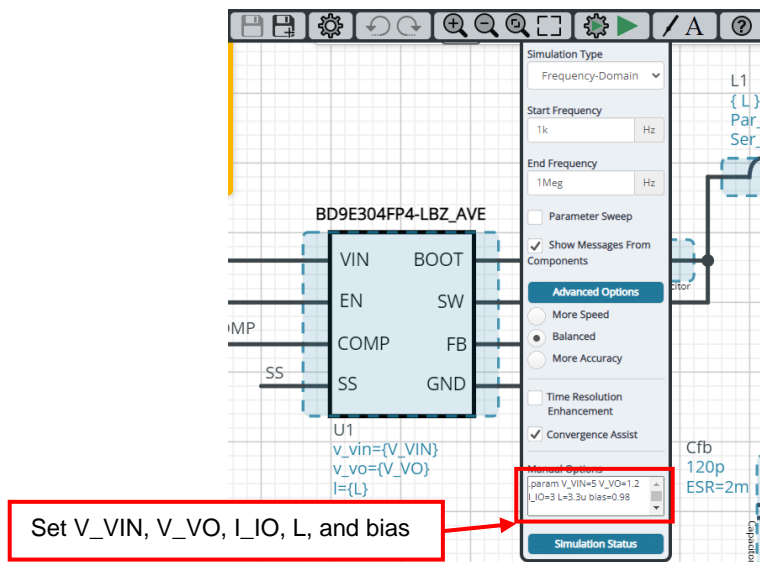 A
?
Simulation Type
Frequency-Domain
Start Frequency
1k
Hz
End Frequency
1Meg
Hz
Parameter Sweep
Show Messages From
Components
Advanced Options
More Speed
Balanced
More Accuracy
Time Resolution
Enhancement
Convergence Assist
Manual Options
.param V_VIN=5 V_VO=1.2
I_IO=3 L=3.3u bias=0.98
Simulation Status
L1
{ L }
Par_
Ser_
BD9E304FP4-LBZ_AVE
VIN
BOOT
EN
SW
COMP
FB
SS
GND
SS
U1
v_vin={V_VIN}
v_vo={V_VO}
l={L}
Cfb
120p
ESR=2m
Capacitor
Set V_VIN, V_VO, I_IO, L, and bias